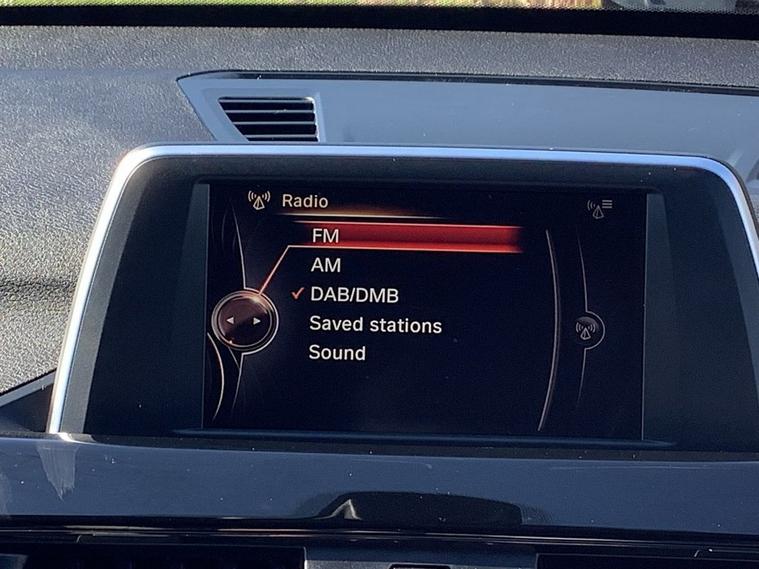 Radio
FM
AM
DAB/DMB
Saved stations
Sound